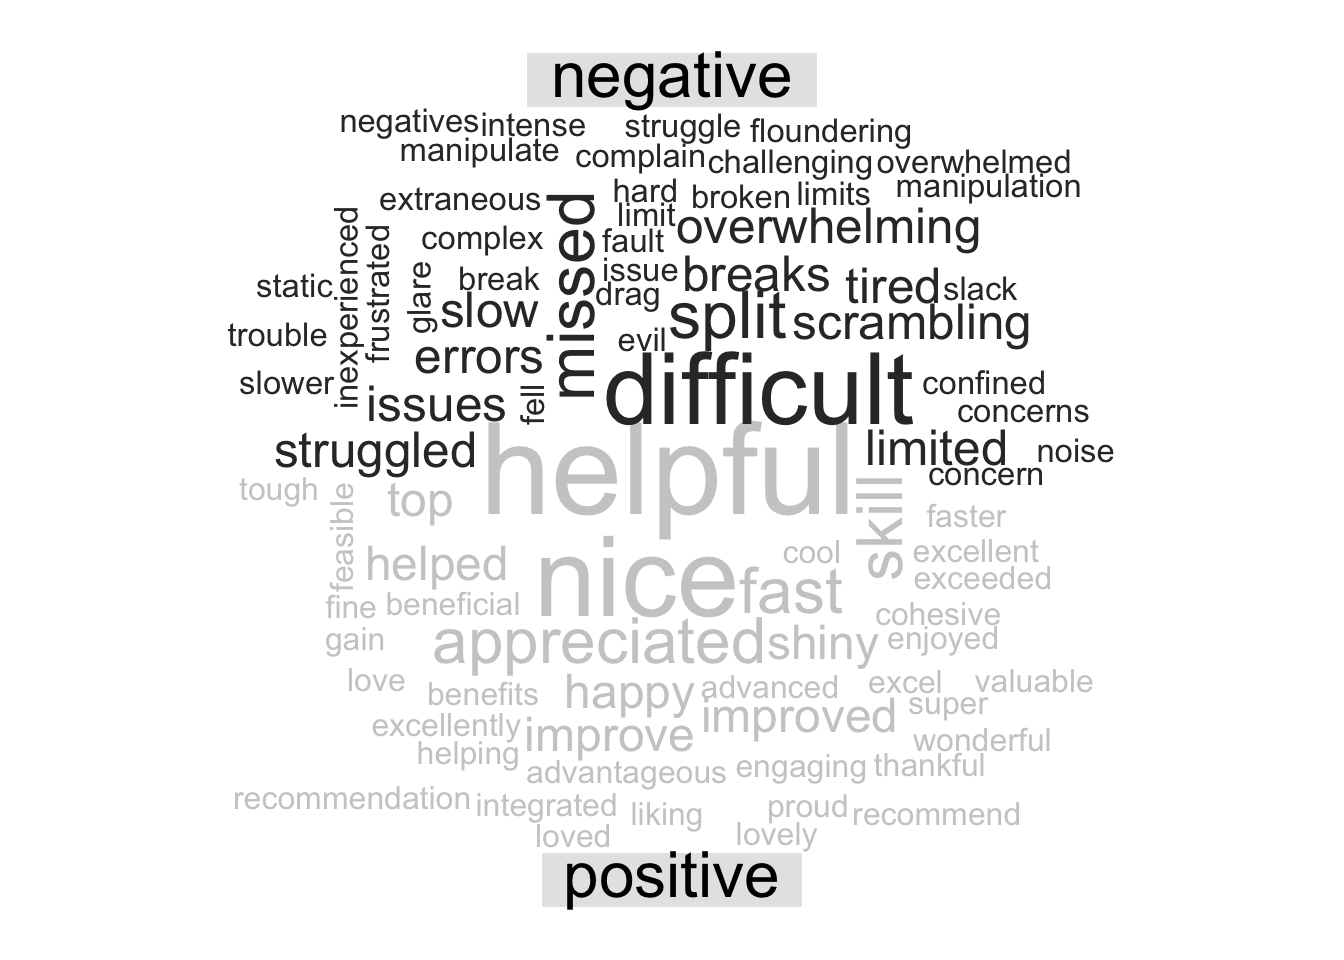 negative
negatives intense struggle floundering
manipulate complain challenging overwhelmed
extraneous missed hard broken limits manipulation
limit overwhelming
inexperienced frustrated complex fault
static glare break issue breaks tired slack
slow drag split scrambling
trouble errors evil
slower issues fell difficult confined
concerns
struggled helpful limited noise
concern
tough feasible top skill faster
helped nice cool excellent
fast exceeded
fine beneficial cohesive
gain appreciated shiny enjoyed
love benefits happy advanced excel valuable
excellently improve improved super
helping wonderful
advantageous engaging thankful
recommendation integrated liking proud recommend
loved lovely
positive